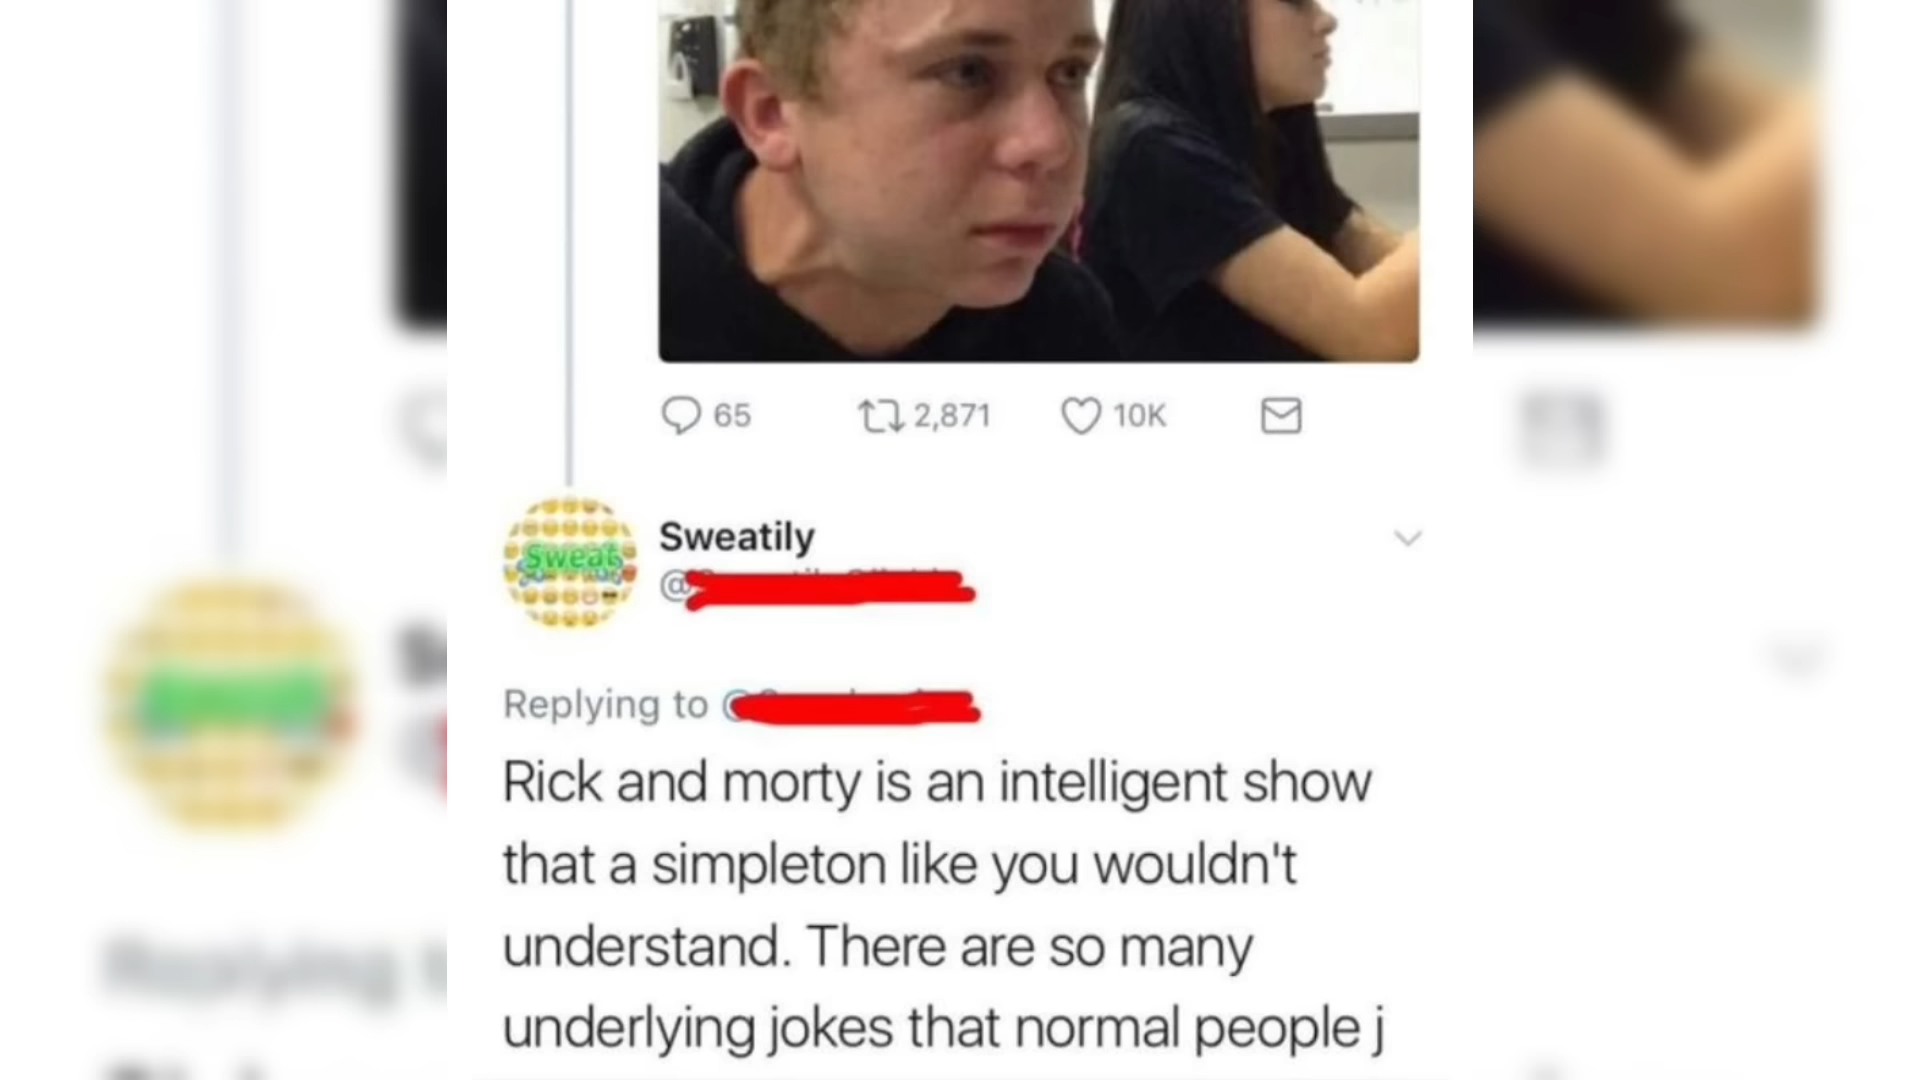 65 2,871 10K
Sweat
Sweatily
@
Replying to
Rick and morty is an intelligent show
that a simpleton like you wouldn't
understand. There are so many
underlying jokes that normal people j